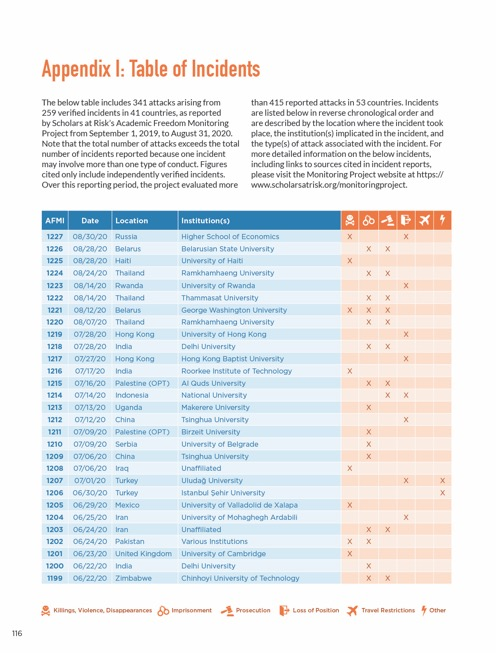 Appendix I: Table of Incidents
The below table includes 341 attacks arising from
259 verified incidents in 41 countries, as reported
by Scholars at Risk's Academic Freedom Monitoring
Project from September 1, 2019, to August 31, 2020.
Note that the total number of attacks exceeds the total
number of incidents reported because one incident
may involve more than one type of conduct. Figures
cited only include independently verified incidents.
Over this reporting period, the project evaluated more
than 415 reported attacks in 53 countries. Incidents
are listed below in reverse chronological order and
are described by the location where the incident took
place, the institution(s) implicated in the incident, and
the type(s) of attack associated with the incident. For
more detailed information on the below incidents,
including links to sources cited in incident reports,
please visit the Monitoring Project website at https://
www.scholarsatrisk.org/monitoringproject.
AFMI Date Location Institution(s)
1227 08/30/20 Russia Higher School of Economics X X
1226 08/28/20 Belarus Belarusian State University X X
1225 08/28/20 Haiti University of Haiti X
1224 08/24/20 Thailand Ramkhamhaeng University X X
1223 08/14/20 Rwanda University of Rwanda X
1222 08/14/20 Thailand Thammasat University X X
1221 08/12/20 Belarus George Washington University X X X
1220 08/07/20 Thailand Ramkhamhaeng University X X
1219 07/28/20 Hong Kong University of Hong Kong X
1218 07/28/20 India Delhi University X X
1217 07/27/20 Hong Kong Hong Kong Baptist University X
1216 07/17/20 India Roorkee Institute of Technology X
1215 07/16/20 Palestine (OPT) Al Quds University X X
1214 07/14/20 Indonesia National University X X
1213 07/13/20 Uganda Makerere University X
1212 07/12/20 China Tsinghua University X
1211 07/09/20 Palestine (OPT) Birzeit University X
1210 07/09/20 Serbia University of Belgrade X
1209 07/06/20 China Tsinghua University X
1208 07/06/20 Iraq Unaffiliated X
1207 07/01/20 Turkey Uludağ University X X
1206 06/30/20 Turkey Istanbul Şehir University X
1205 06/29/20 Mexico University of Valladolid de Xalapa X
1204 06/25/20 Iran University of Mohaghegh Ardabili X
1203 06/24/20 Iran Unaffiliated X X
1202 06/24/20 Pakistan Various Institutions X X
1201 06/23/20 United Kingdom University of Cambridge X
1200 06/22/20 India Delhi University X
1199 06/22/20 Zimbabwe Chinhoyi University of Technology X X
Killings, Violence, Disappearances Imprisonment Prosecution Loss of Position Travel Restrictions Other
116